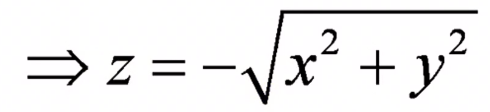 ⇒ z = −√(x² + y²)